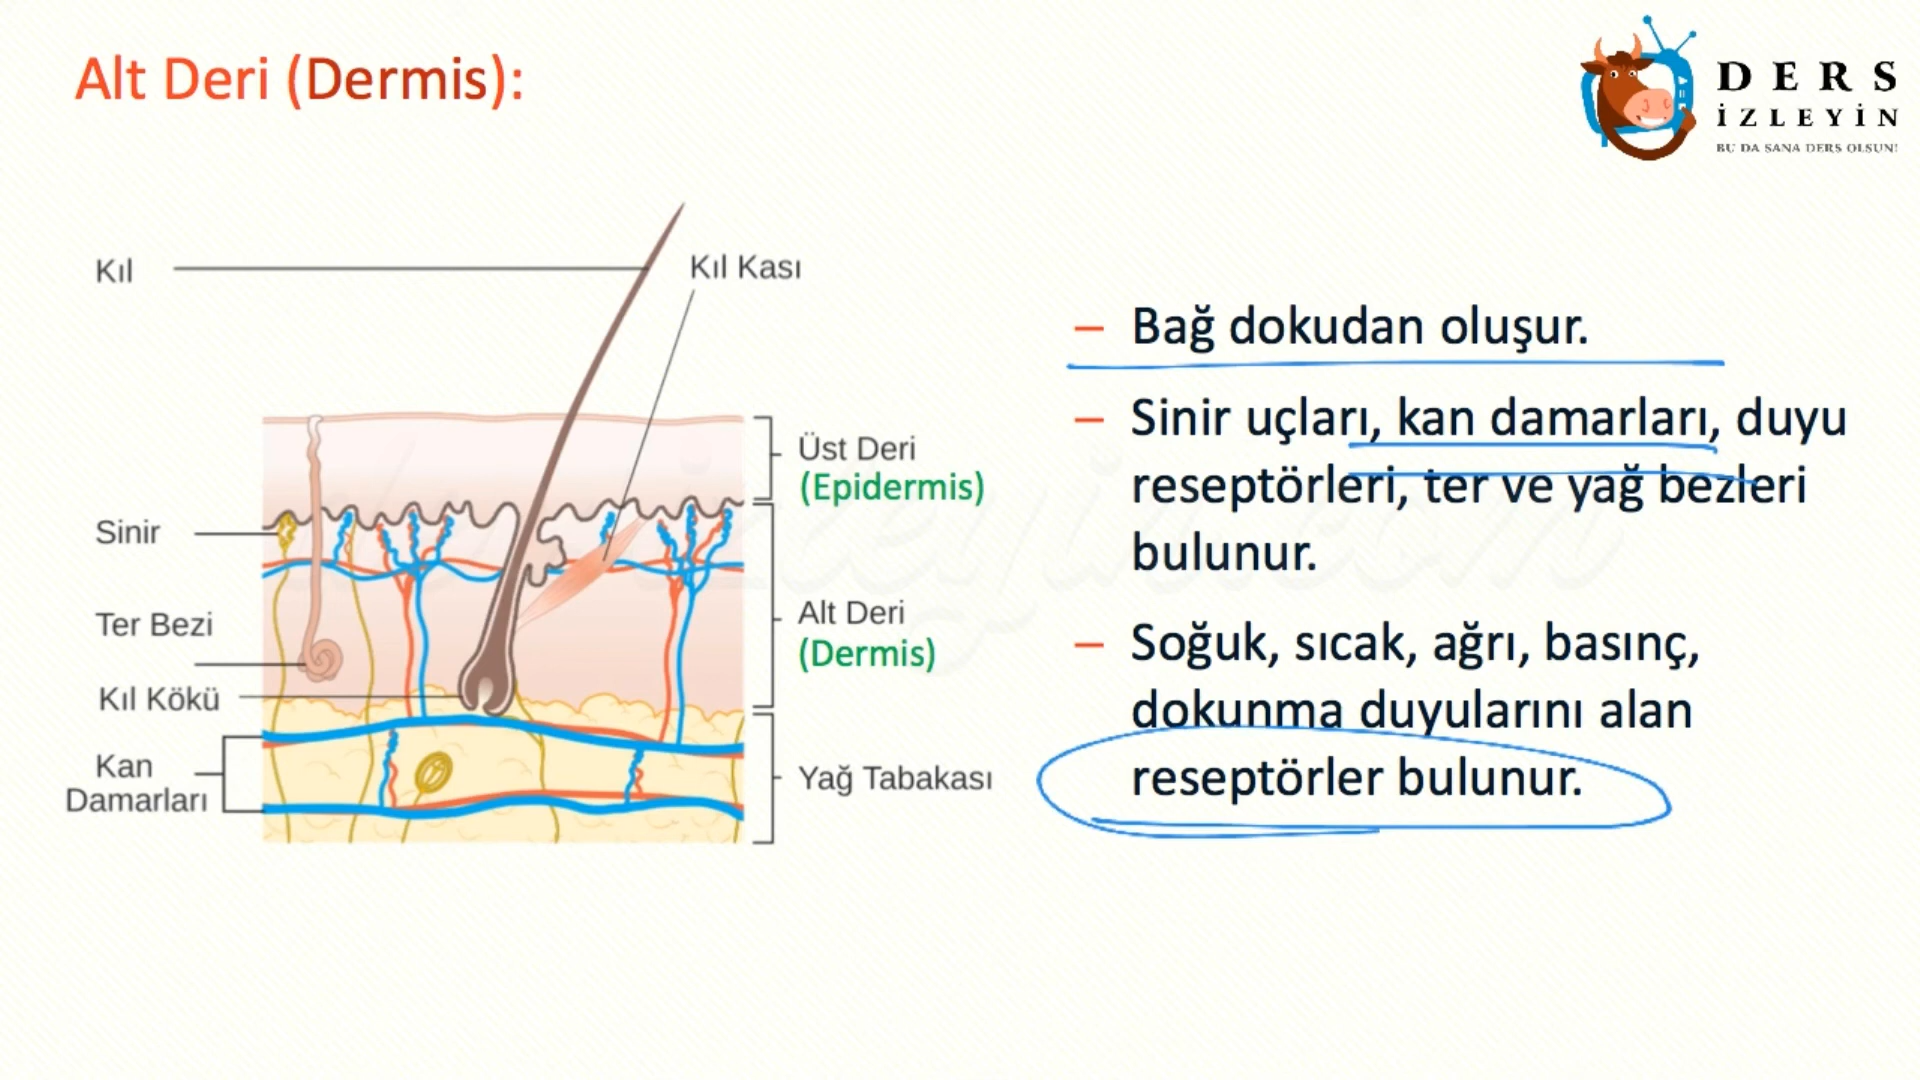 Alt Deri (Dermis):
DERS
İZLEYİN
BU DA SANA DERS OLSUN!
Kıl
Kıl Kası
Üst Deri
(Epidermis)
Sinir
Ter Bezi
Alt Deri
(Dermis)
Kıl Kökü
Kan
Damarları
Yağ Tabakası
– Bağ dokudan oluşur.
– Sinir uçları, kan damarları, duyu
reseptörleri, ter ve yağ bezleri
bulunur.
– Soğuk, sıcak, ağrı, basınç,
dokunma duyularını alan
reseptörler bulunur.